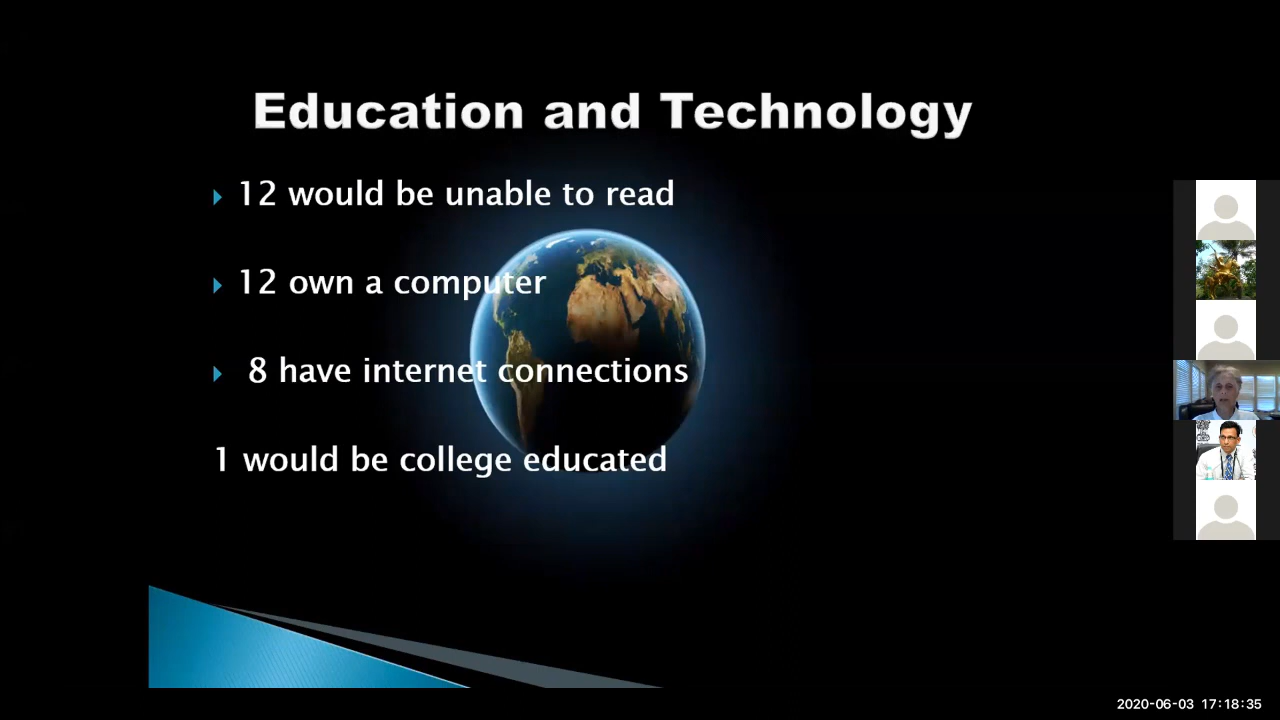 Education and Technology
12 would be unable to read
12 own a computer
8 have internet connections
1 would be college educated
2020-06-03 17:18:35